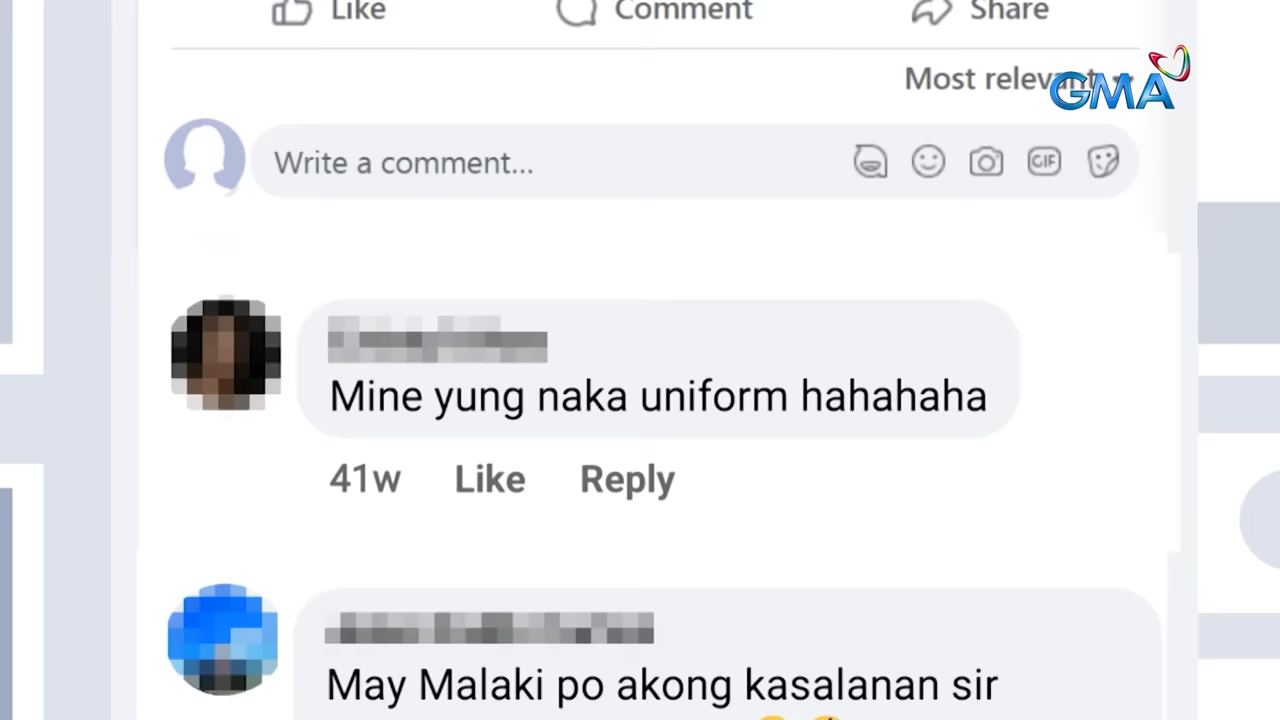 Like Comment Share
Most relevant
GMA
Write a comment...
GIF
Mine yung naka uniform hahahaha
41w Like Reply
May Malaki po akong kasalanan sir